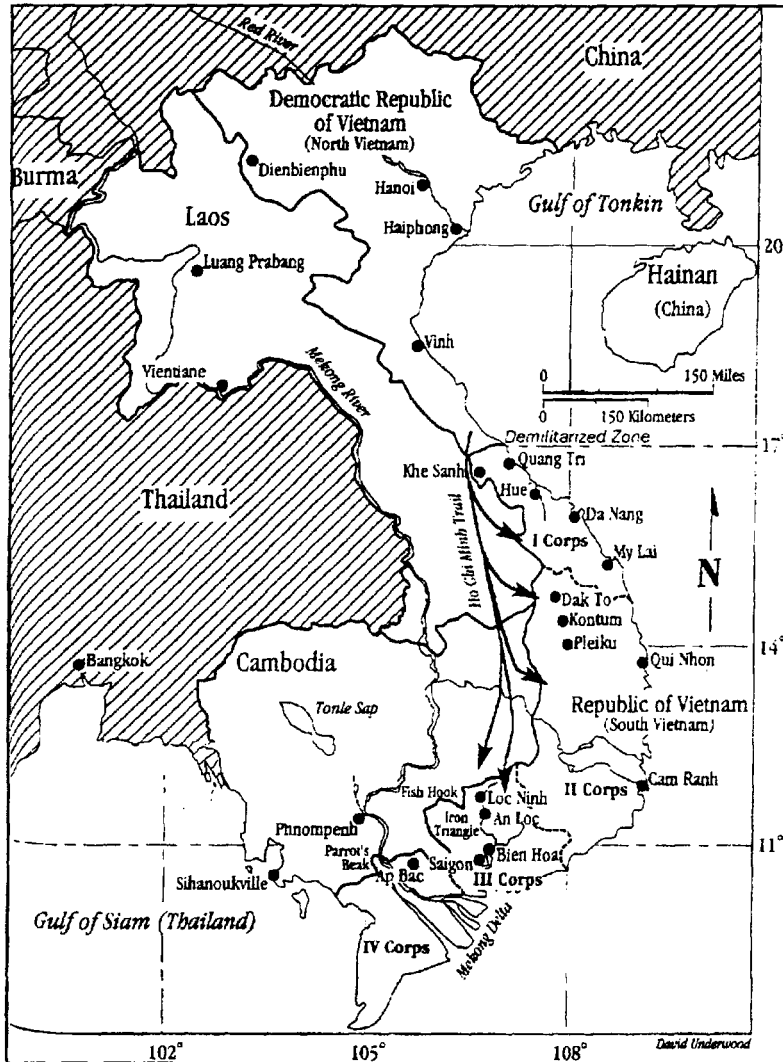 Red River
China
Democratic Republic
of Vietnam
(North Vietnam)
Burma
Dienbienphu
Hanoi
Gulf of Tonkin
Laos
Haiphong
20
Luang Prabang
Hainan
(China)
Vinh
Vientiane
Mekong River
0 150 Miles
0 150 Kilometers
Demilitarized Zone
17°
Khe Sanh
Quang Tri
Thailand
Hue
Da Nang
I Corps
Ho Chi Minh Trail
My Lai
N
Dak To
Kontum
Pleiku
14°
Bangkok
Cambodia
Qui Nhon
Tonle Sap
Republic of Vietnam
(South Vietnam)
Cam Ranh
Fish Hook
Loc Ninh
II Corps
Iron
Triangle
An Loc
Phnompenh
Parrot's
Beak
Bien Hoa
11°
Saigon
Ap Bac
III Corps
Sihanoukville
Gulf of Siam (Thailand)
IV Corps
Mekong Delta
102°
105°
108°
David Underwood